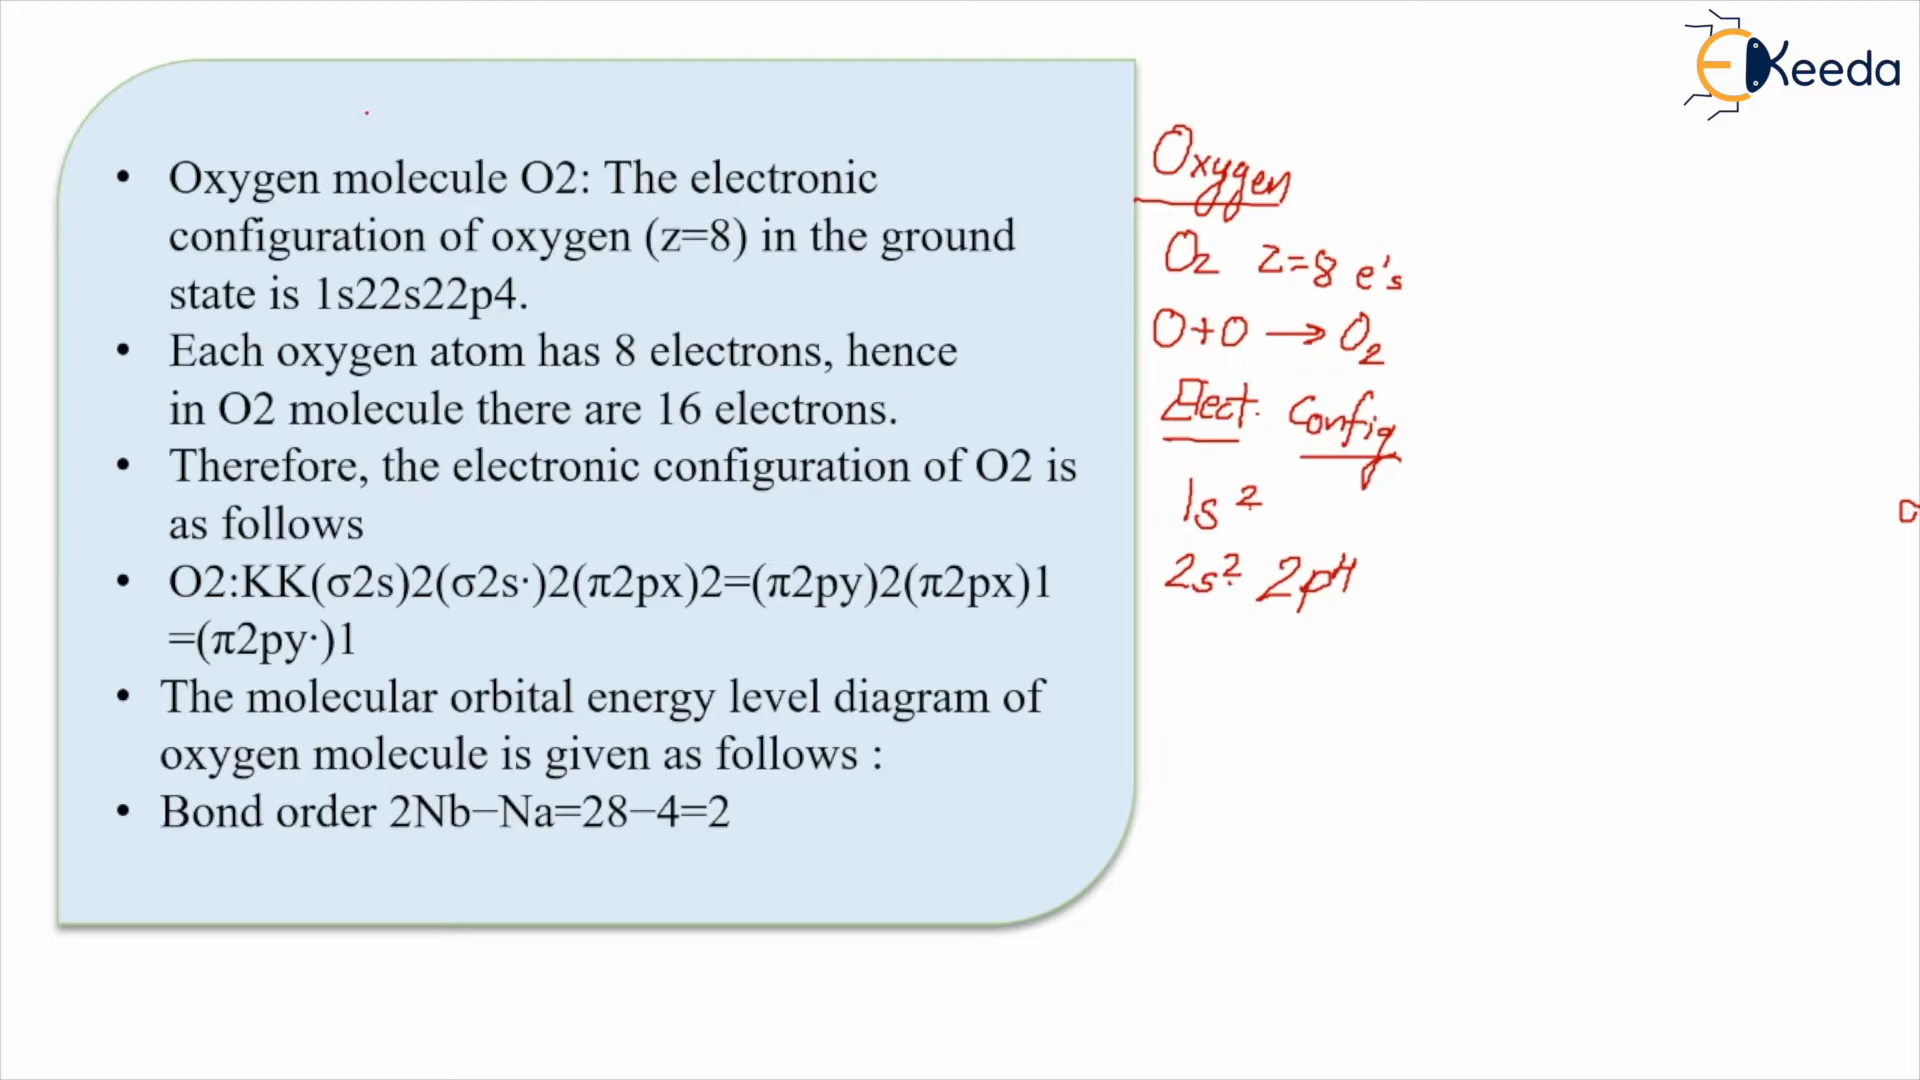 EKeeda
• Oxygen molecule O2: The electronic
configuration of oxygen (z=8) in the ground
state is 1s22s22p4.
• Each oxygen atom has 8 electrons, hence
in O2 molecule there are 16 electrons.
• Therefore, the electronic configuration of O2 is
as follows
• O2:KK(σ2s)2(σ2s·)2(π2px)2=(π2py)2(π2px)1
=(π2py·)1
• The molecular orbital energy level diagram of
oxygen molecule is given as follows :
• Bond order 2Nb−Na=28−4=2
Oxygen
O2 Z=8 e's
O+O → O2
Elect. Config
1s²
2s² 2p⁴